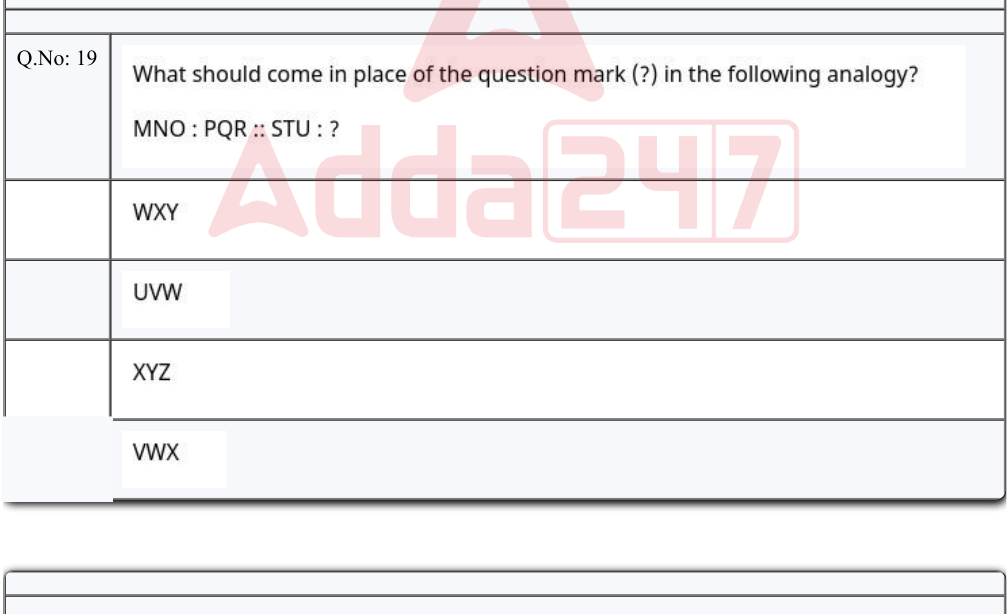 Q.No: 19
What should come in place of the question mark (?) in the following analogy?
MNO : PQR :: STU : ?
Adda247
WXY
UVW
XYZ
VWX